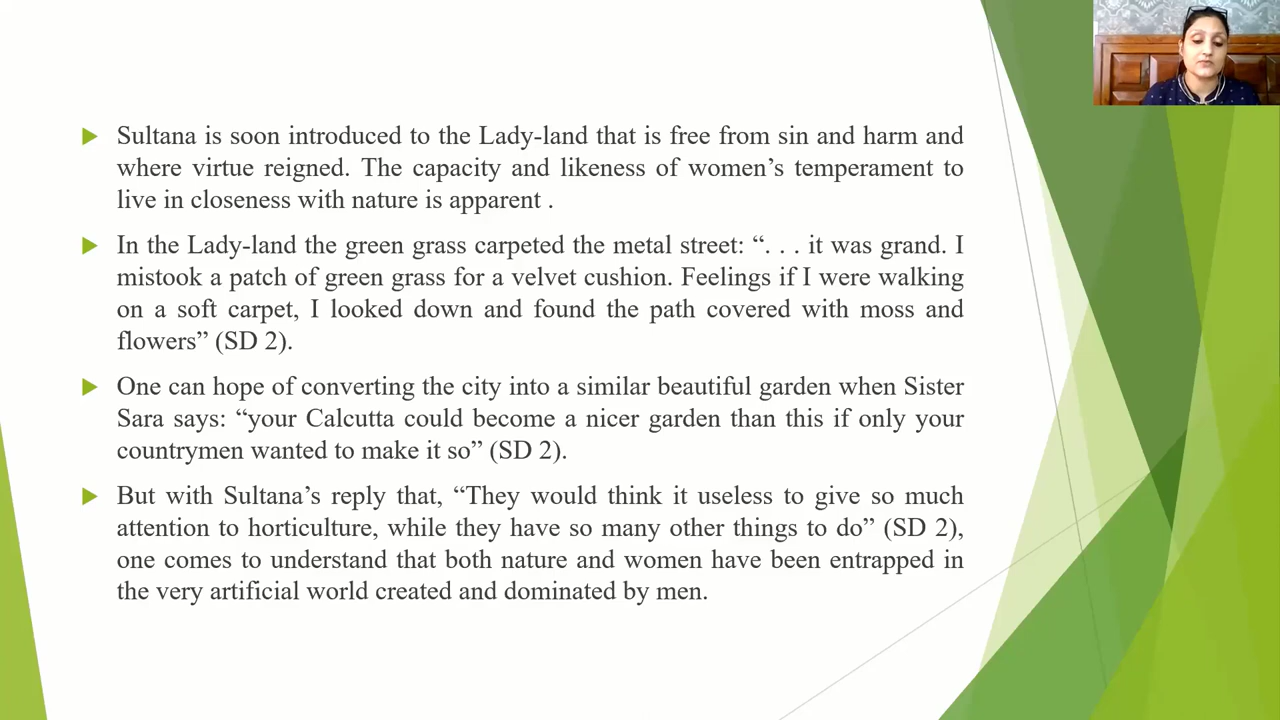 Sultana is soon introduced to the Lady-land that is free from sin and harm and
where virtue reigned. The capacity and likeness of women’s temperament to
live in closeness with nature is apparent .
In the Lady-land the green grass carpeted the metal street: “. . . it was grand. I
mistook a patch of green grass for a velvet cushion. Feelings if I were walking
on a soft carpet, I looked down and found the path covered with moss and
flowers” (SD 2).
One can hope of converting the city into a similar beautiful garden when Sister
Sara says: “your Calcutta could become a nicer garden than this if only your
countrymen wanted to make it so” (SD 2).
But with Sultana’s reply that, “They would think it useless to give so much
attention to horticulture, while they have so many other things to do” (SD 2),
one comes to understand that both nature and women have been entrapped in
the very artificial world created and dominated by men.